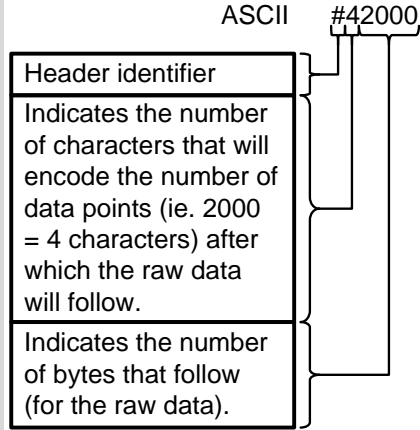 ASCII #42000
Header identifier
Indicates the number
of characters that will
encode the number of
data points (ie. 2000
= 4 characters) after
which the raw data
will follow.
Indicates the number
of bytes that follow
(for the raw data).